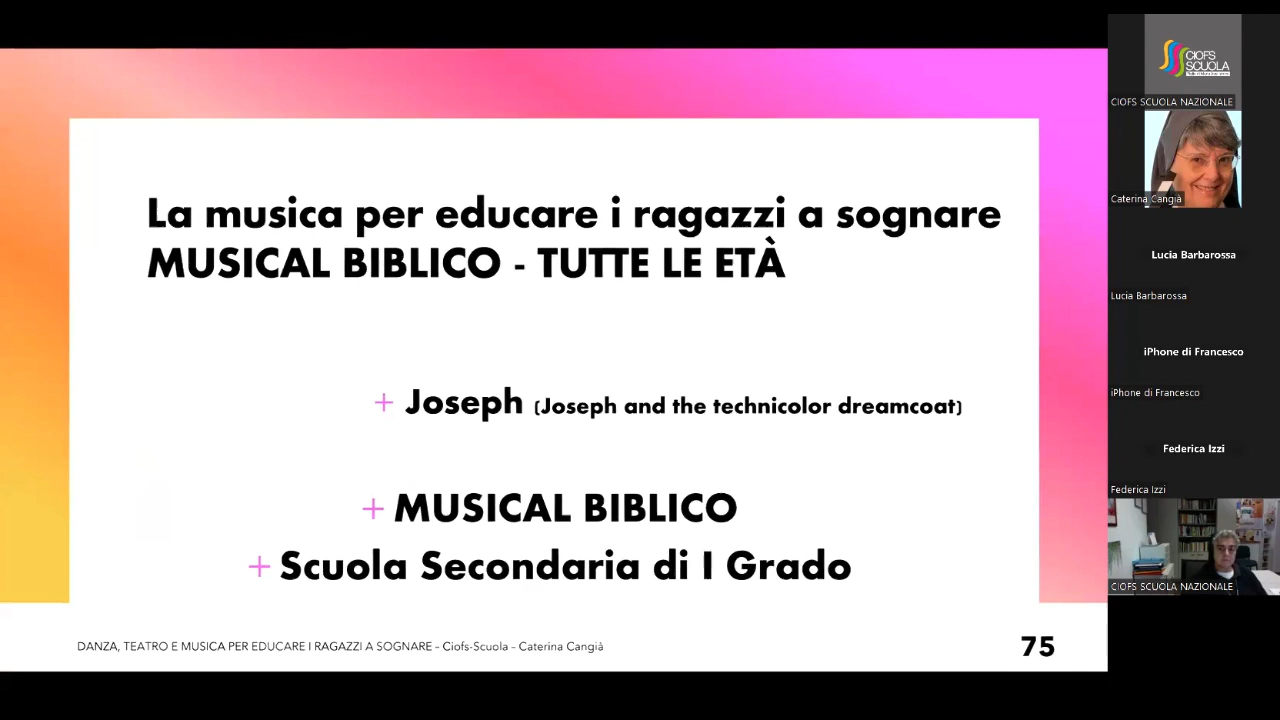 La musica per educare i ragazzi a sognare
MUSICAL BIBLICO - TUTTE LE ETÀ
+ Joseph (Joseph and the technicolor dreamcoat)
+ MUSICAL BIBLICO
+ Scuola Secondaria di I Grado
DANZA, TEATRO E MUSICA PER EDUCARE I RAGAZZI A SOGNARE – Ciofs-Scuola – Caterina Cangià
75
CIOFS
SCUOLA
CIOFS SCUOLA NAZIONALE
Caterina Cangià
Lucia Barbarossa
Lucia Barbarossa
iPhone di Francesco
iPhone di Francesco
Federica Izzi
Federica Izzi
CIOFS SCUOLA NAZIONALE